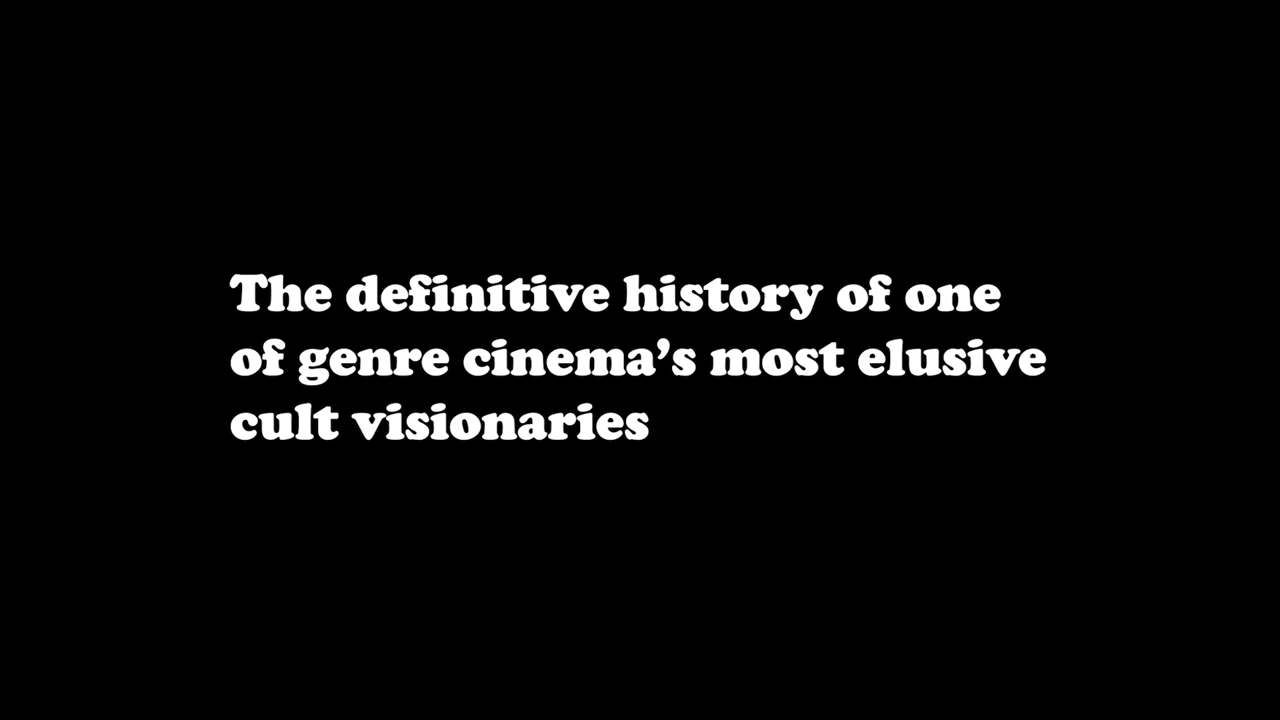 The definitive history of one
of genre cinema’s most elusive
cult visionaries